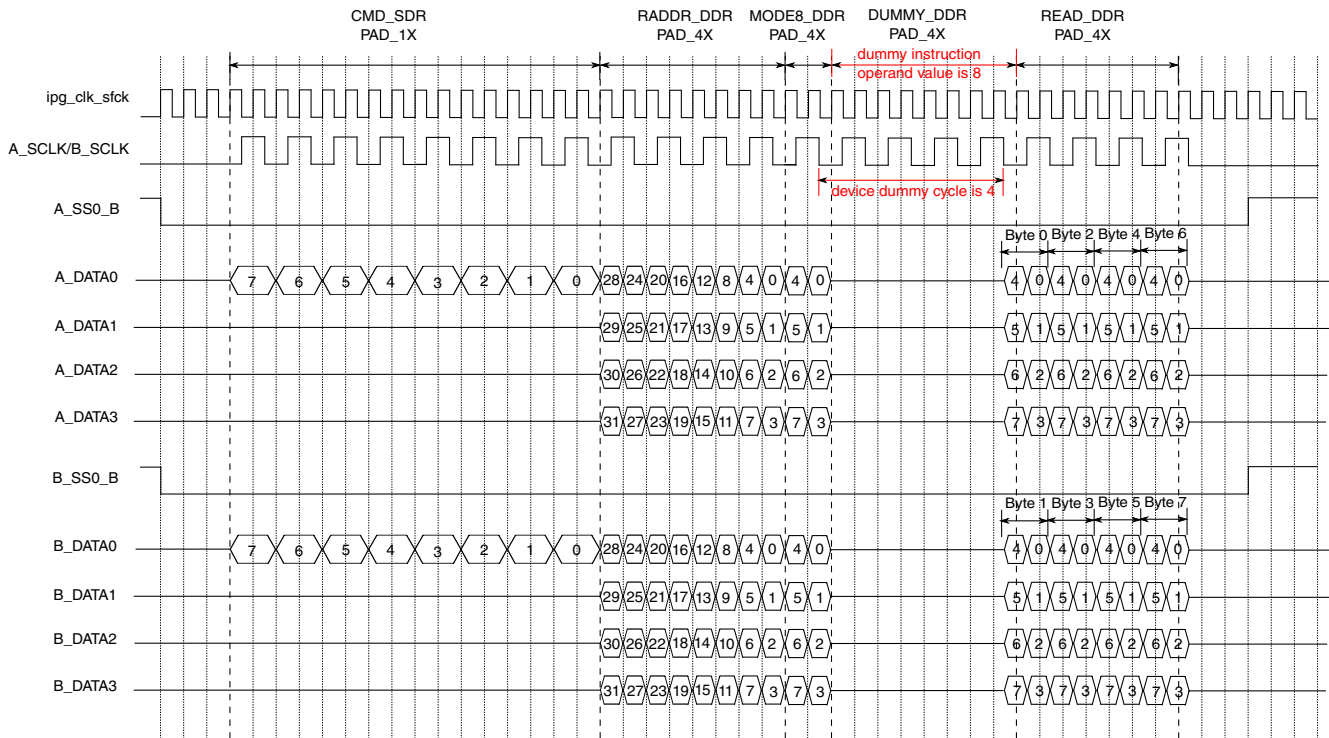 CMD_SDR RADDR_DDR MODE8_DDR DUMMY_DDR READ_DDR
PAD_1X PAD_4X PAD_4X PAD_4X PAD_4X
dummy instruction
operand value is 8
ipg_clk_sfck
A_SCLK/B_SCLK
device dummy cycle is 4
A_SS0_B
Byte 0 Byte 2 Byte 4 Byte 6
A_DATA0 7 6 5 4 3 2 1 0 28 24 20 16 12 8 4 0 4 0 4 0 4 0 4 0 4 0
A_DATA1 29 25 21 17 13 9 5 1 5 1 5 1 5 1 5 1 5 1
A_DATA2 30 26 22 18 14 10 6 2 6 2 6 2 6 2 6 2 6 2
A_DATA3 31 27 23 19 15 11 7 3 7 3 7 3 7 3 7 3 7 3
B_SS0_B
Byte 1 Byte 3 Byte 5 Byte 7
B_DATA0 7 6 5 4 3 2 1 0 28 24 20 16 12 8 4 0 4 0 4 0 4 0 4 0 4 0
B_DATA1 29 25 21 17 13 9 5 1 5 1 5 1 5 1 5 1 5 1
B_DATA2 30 26 22 18 14 10 6 2 6 2 6 2 6 2 6 2 6 2
B_DATA3 31 27 23 19 15 11 7 3 7 3 7 3 7 3 7 3 7 3